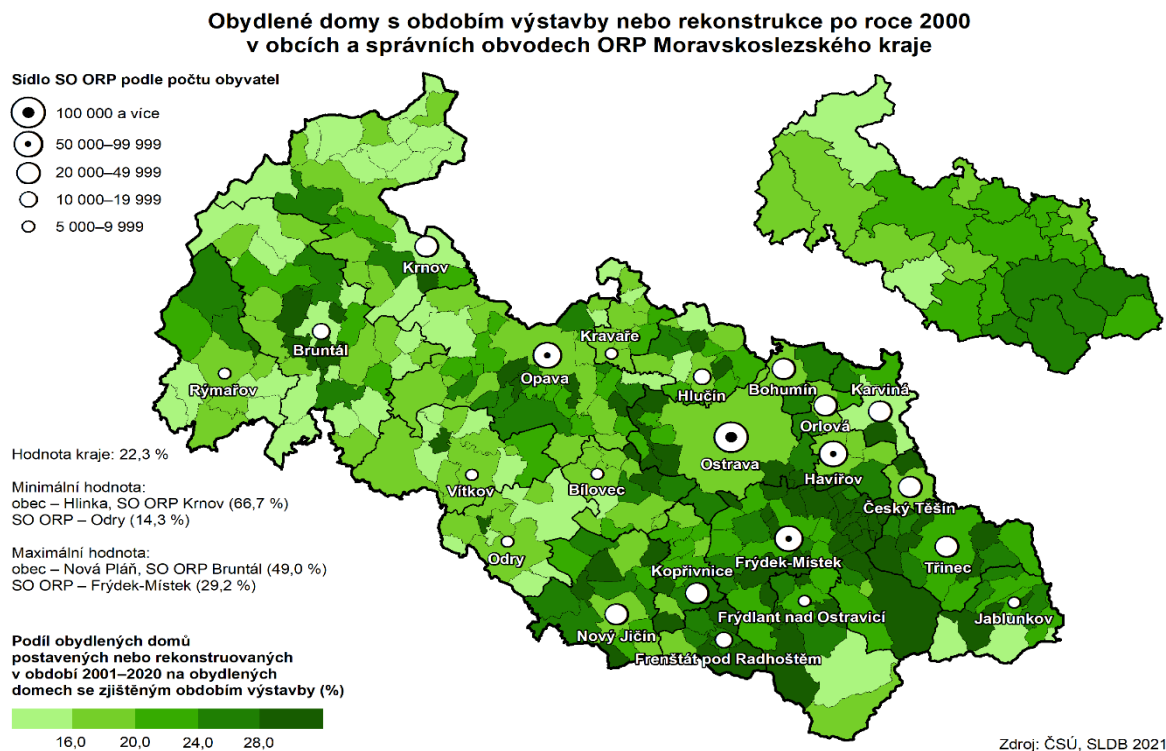 Obydlené domy s obdobím výstavby nebo rekonstrukce po roce 2000
v obcích a správních obvodech ORP Moravskoslezského kraje
Sídlo SO ORP podle počtu obyvatel
100 000 a více
50 000–99 999
20 000–49 999
10 000–19 999
5 000–9 999
Krnov
Bruntál
Rýmařov
Opava
Kravaře
Hlučín
Bohumín
Karviná
Orlová
Ostrava
Havířov
Vítkov
Bílovec
Český Těšín
Odry
Frýdek-Místek
Třinec
Kopřivnice
Nový Jičín
Frýdlant nad Ostravicí
Jablunkov
Frenštát pod Radhoštěm
Hodnota kraje: 22,3 %
Minimální hodnota:
obec – Hlinka, SO ORP Krnov (66,7 %)
SO ORP – Odry (14,3 %)
Maximální hodnota:
obec – Nová Pláň, SO ORP Bruntál (49,0 %)
SO ORP – Frýdek-Místek (29,2 %)
Podíl obydlených domů
postavených nebo rekonstruovaných
v období 2001–2020 na obydlených
domech se zjištěným obdobím výstavby (%)
16,0 20,0 24,0 28,0
Zdroj: ČSÚ, SLDB 2021